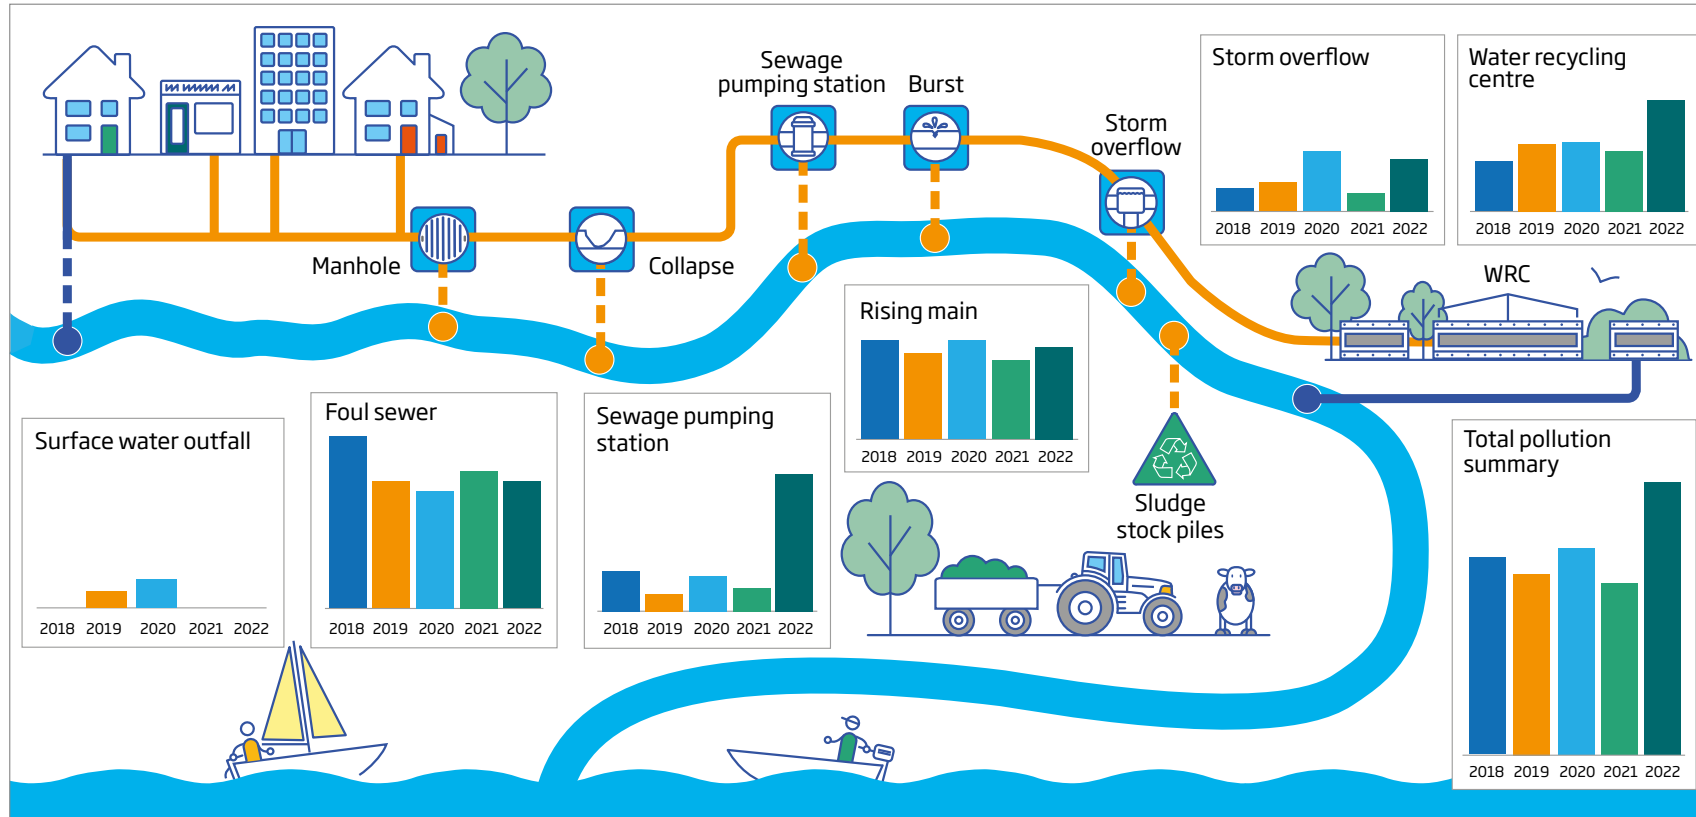 Sewage
pumping station
Burst
Storm
overflow
Manhole
Collapse
WRC
Sludge
stock piles
Storm overflow
2018 2019 2020 2021 2022
Water recycling
centre
2018 2019 2020 2021 2022
Rising main
2018 2019 2020 2021 2022
Surface water outfall
2018 2019 2020 2021 2022
Foul sewer
2018 2019 2020 2021 2022
Sewage pumping
station
2018 2019 2020 2021 2022
Total pollution
summary
2018 2019 2020 2021 2022